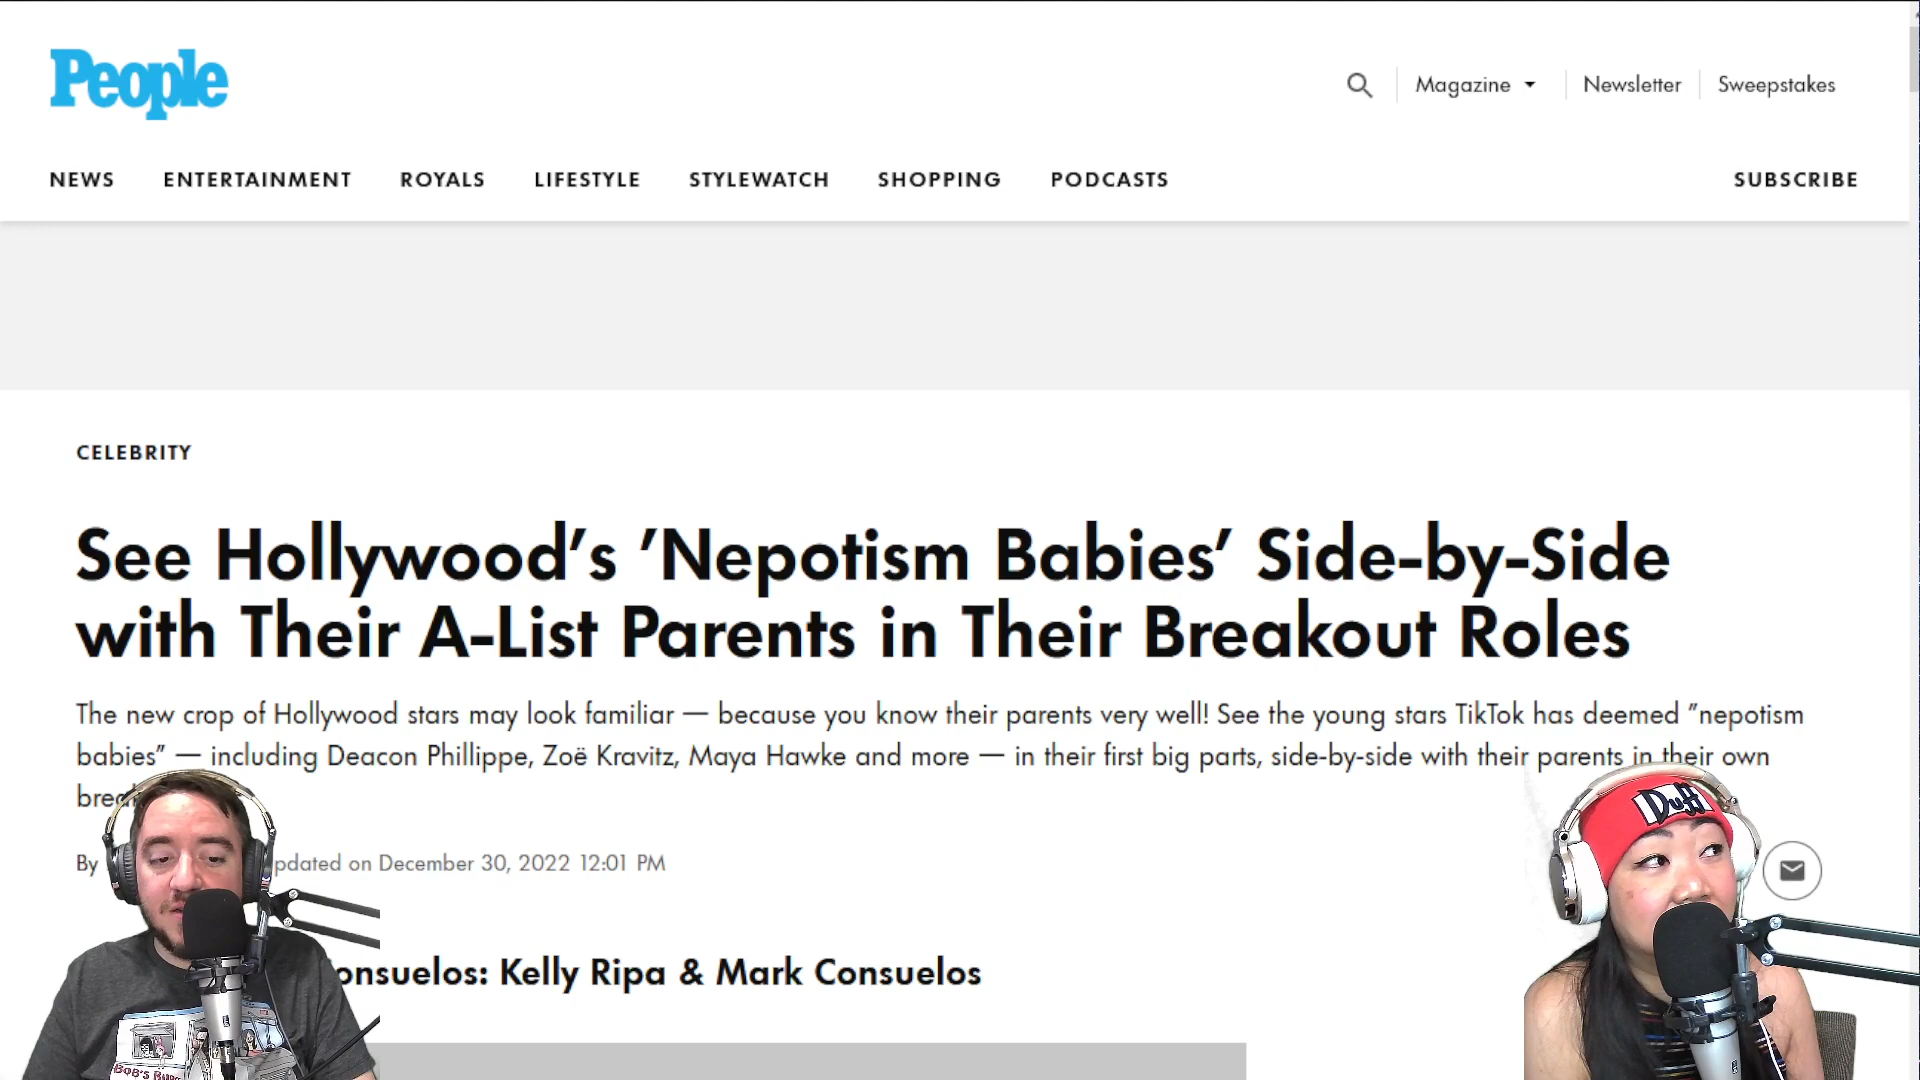 People
Magazine
Newsletter
Sweepstakes
NEWS
ENTERTAINMENT
ROYALS
LIFESTYLE
STYLEWATCH
SHOPPING
PODCASTS
SUBSCRIBE
CELEBRITY
See Hollywood's 'Nepotism Babies' Side-by-Side
with Their A-List Parents in Their Breakout Roles
The new crop of Hollywood stars may look familiar — because you know their parents very well! See the young stars TikTok has deemed "nepotism
babies" — including Deacon Phillippe, Zoë Kravitz, Maya Hawke and more — in their first big parts, side-by-side with their parents in their own
By pdated on December 30, 2022 12:01 PM
onsuelos: Kelly Ripa & Mark Consuelos
Duff
BOB'S